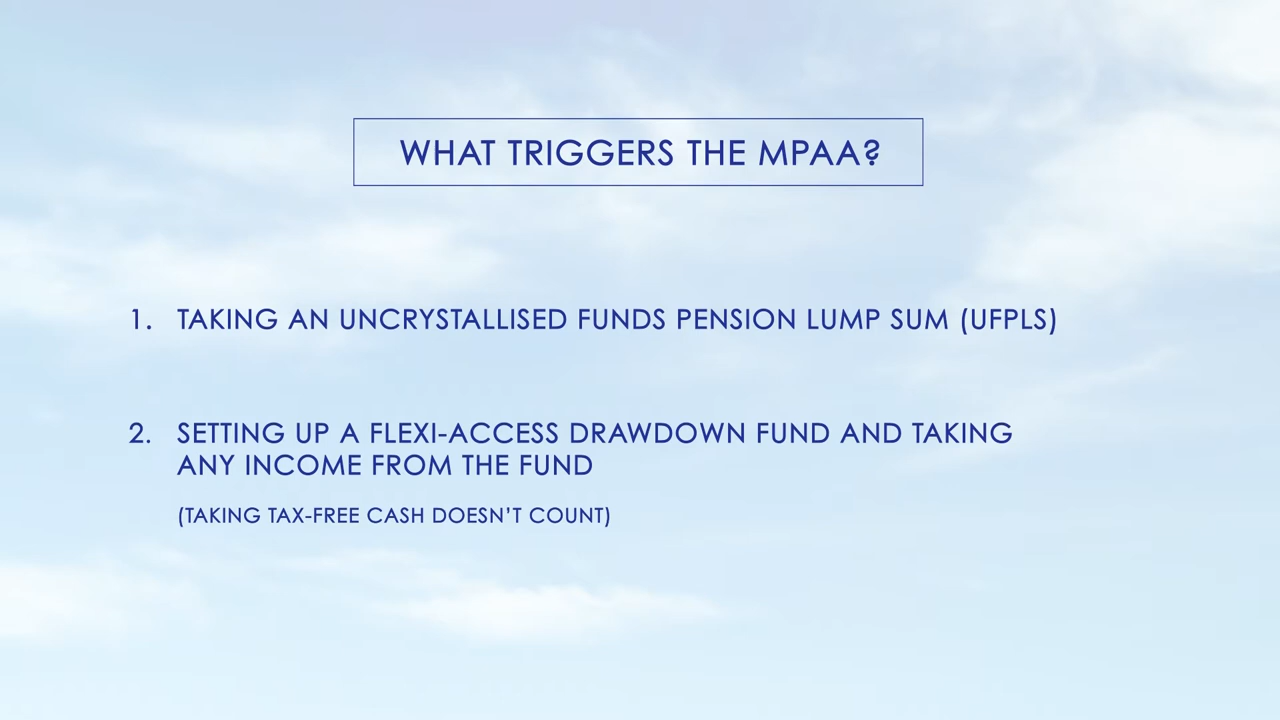 WHAT TRIGGERS THE MPAA?
1. TAKING AN UNCRYSTALLISED FUNDS PENSION LUMP SUM (UFPLS)
2. SETTING UP A FLEXI-ACCESS DRAWDOWN FUND AND TAKING
ANY INCOME FROM THE FUND
(TAKING TAX-FREE CASH DOESN’T COUNT)